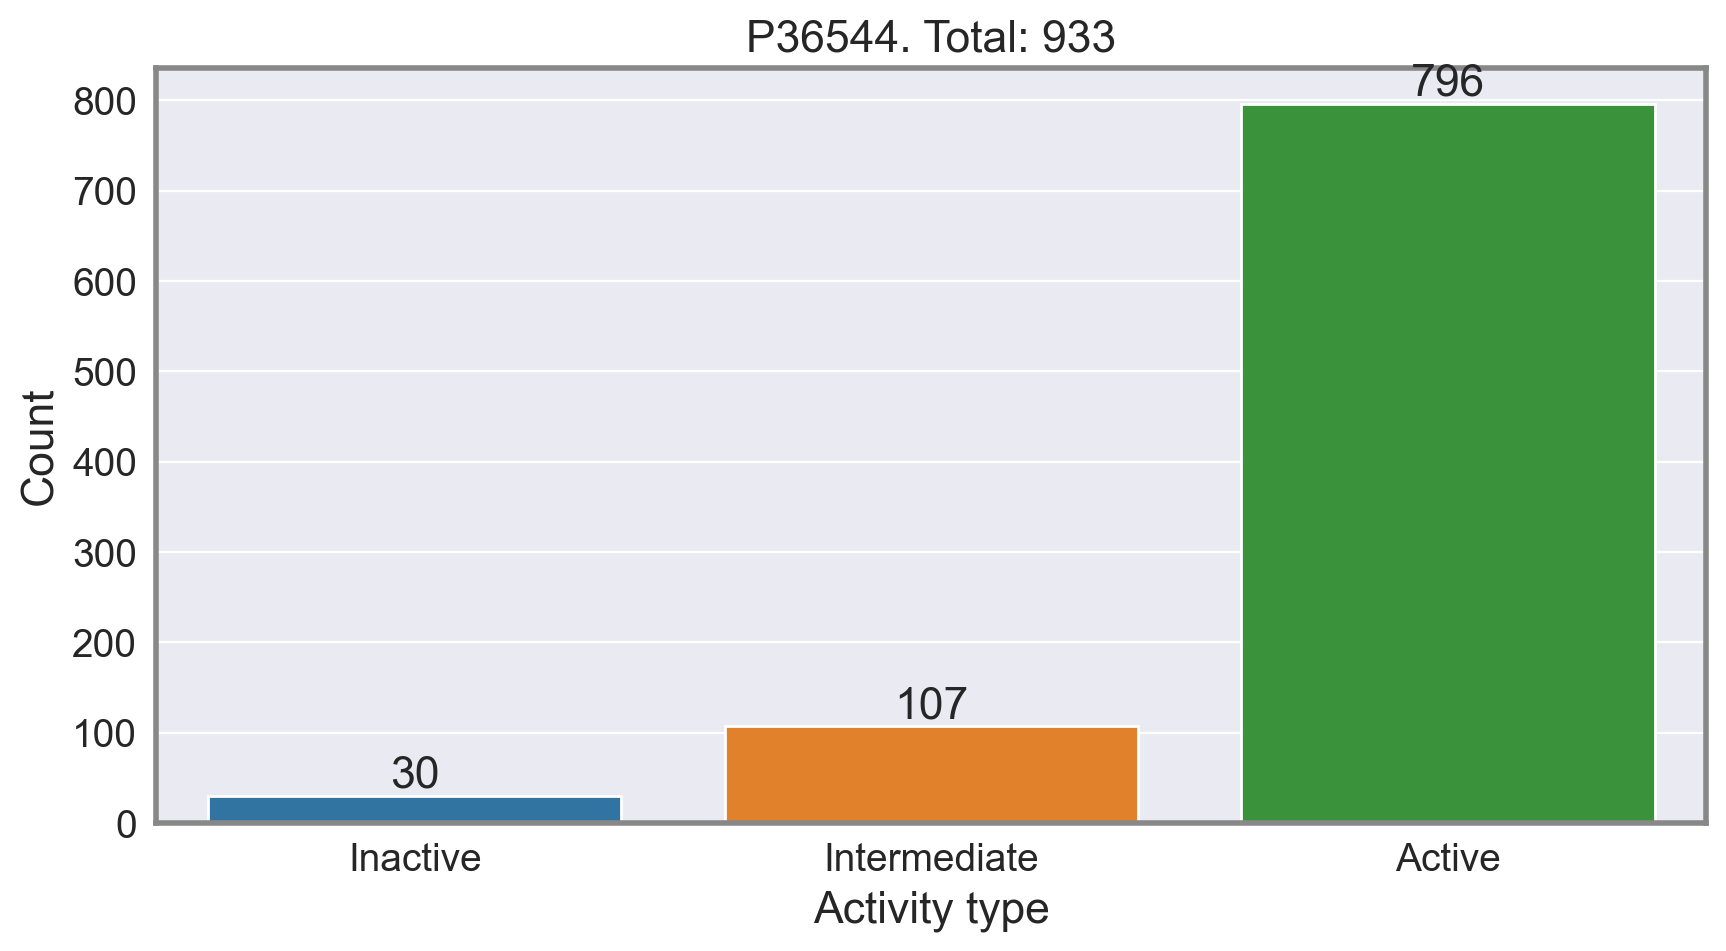 P36544. Total: 933
796
800
700
600
500
400
300
200
100
0
Count
107
30
Inactive
Intermediate
Active
Activity type